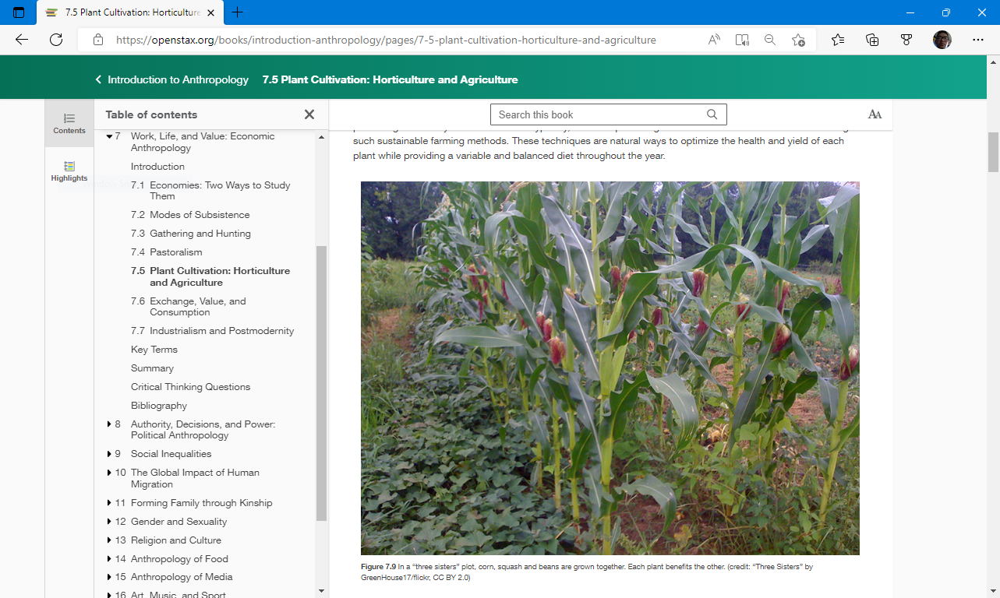 7.5 Plant Cultivation: Horticulture
https://openstax.org/books/introduction-anthropology/pages/7-5-plant-cultivation-horticulture-and-agriculture
Introduction to Anthropology 7.5 Plant Cultivation: Horticulture and Agriculture
Contents
Highlights
Table of contents
7 Work, Life, and Value: Economic
Anthropology
Introduction
7.1 Economies: Two Ways to Study
Them
7.2 Modes of Subsistence
7.3 Gathering and Hunting
7.4 Pastoralism
7.5 Plant Cultivation: Horticulture
and Agriculture
7.6 Exchange, Value, and
Consumption
7.7 Industrialism and Postmodernity
Key Terms
Summary
Critical Thinking Questions
Bibliography
8 Authority, Decisions, and Power:
Political Anthropology
9 Social Inequalities
10 The Global Impact of Human
Migration
11 Forming Family through Kinship
12 Gender and Sexuality
13 Religion and Culture
14 Anthropology of Food
15 Anthropology of Media
16 Art, Music, and Sport
Search this book
AA
such sustainable farming methods. These techniques are natural ways to optimize the health and yield of each
plant while providing a variable and balanced diet throughout the year.
Figure 7.9 In a “three sisters” plot, corn, squash and beans are grown together. Each plant benefits the other. (credit: “Three Sisters” by
GreenHouse17/flickr, CC BY 2.0)